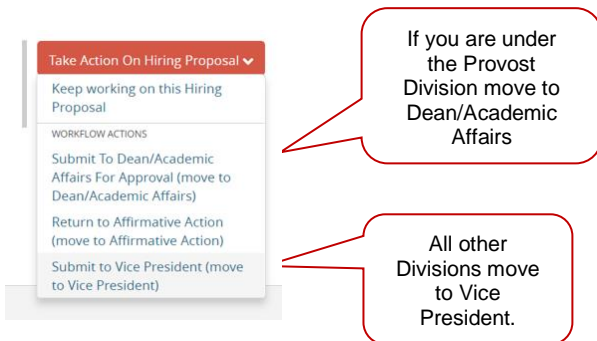 Take Action On Hiring Proposal
Keep working on this Hiring
Proposal
WORKFLOW ACTIONS
Submit To Dean/Academic
Affairs For Approval (move to
Dean/Academic Affairs)
Return to Affirmative Action
(move to Affirmative Action)
Submit to Vice President (move
to Vice President)
If you are under
the Provost
Division move to
Dean/Academic
Affairs
All other
Divisions move
to Vice
President.